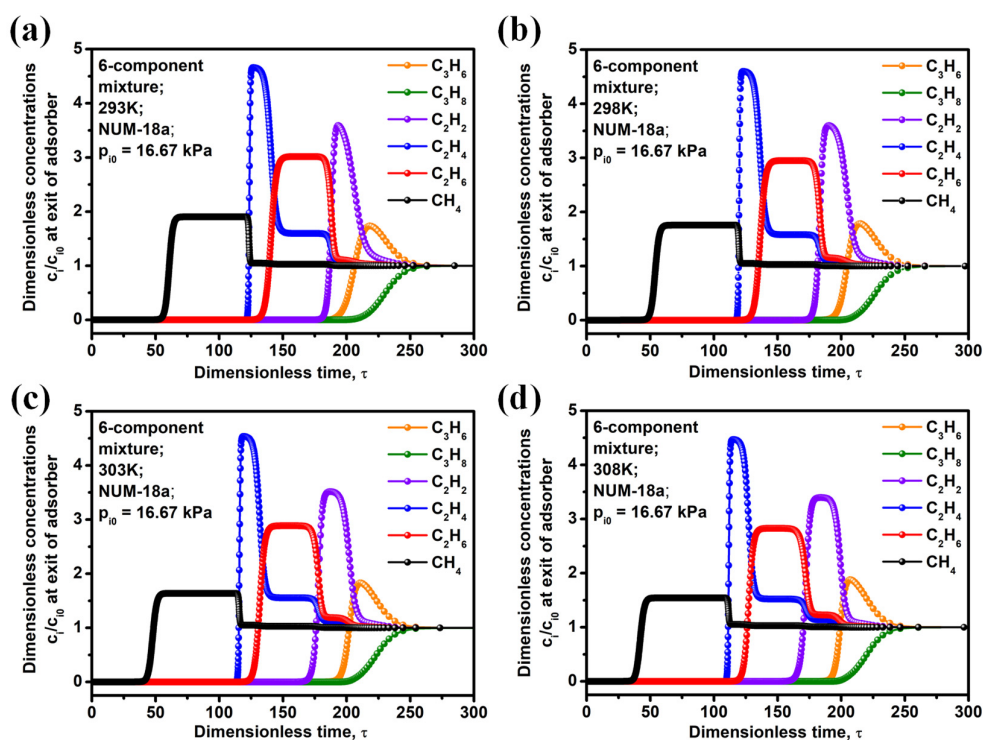 (a)
Dimensionless concentrations
c_i/c_i0 at exit of adsorber
5
4
3
2
1
0
6-component
mixture;
293K;
NUM-18a;
p_i0 = 16.67 kPa
C3H6
C3H8
C2H2
C2H4
C2H6
CH4
0 50 100 150 200 250 300
Dimensionless time, τ
(b)
Dimensionless concentrations
c_i/c_i0 at exit of adsorber
5
4
3
2
1
0
6-component
mixture;
298K;
NUM-18a;
p_i0 = 16.67 kPa
C3H6
C3H8
C2H2
C2H4
C2H6
CH4
0 50 100 150 200 250 300
Dimensionless time, τ
(c)
Dimensionless concentrations
c_i/c_i0 at exit of adsorber
5
4
3
2
1
0
6-component
mixture;
303K;
NUM-18a;
p_i0 = 16.67 kPa
C3H6
C3H8
C2H2
C2H4
C2H6
CH4
0 50 100 150 200 250 300
Dimensionless time, τ
(d)
Dimensionless concentrations
c_i/c_i0 at exit of adsorber
5
4
3
2
1
0
6-component
mixture;
308K;
NUM-18a;
p_i0 = 16.67 kPa
C3H6
C3H8
C2H2
C2H4
C2H6
CH4
0 50 100 150 200 250 300
Dimensionless time, τ